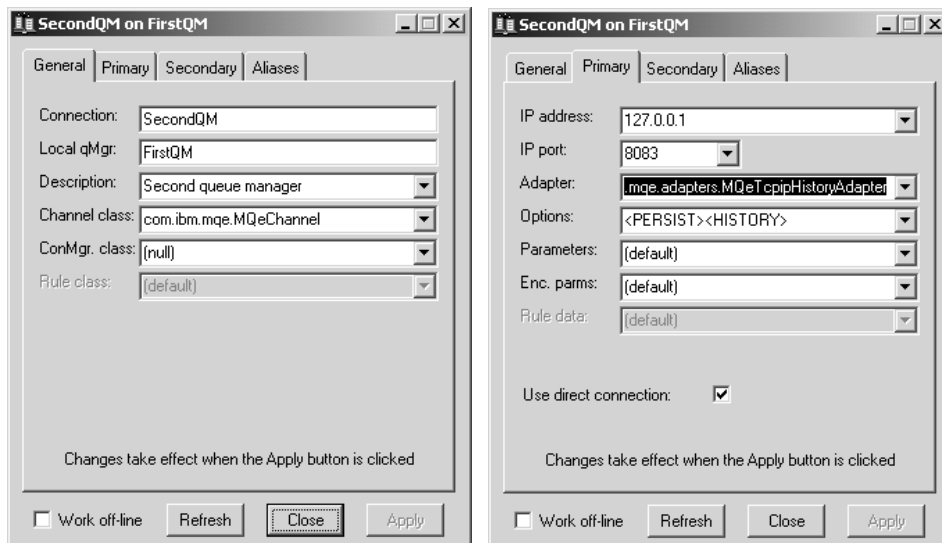 SecondQM on FirstQM
General Primary Secondary Aliases
Connection: SecondQM
Local qMgr: FirstQM
Description: Second queue manager
Channel class: com.ibm.mqe.MQeChannel
ConMgr. class: (null)
Rule class: (default)
Changes take effect when the Apply button is clicked
Work off-line Refresh Close Apply
SecondQM on FirstQM
General Primary Secondary Aliases
IP address: 127.0.0.1
IP port: 8083
Adapter: .mqe.adapters.MQeTcpipHistoryAdapter
Options: <PERSIST><HISTORY>
Parameters: (default)
Enc. parms: (default)
Rule data: (default)
Use direct connection:
Changes take effect when the Apply button is clicked
Work off-line Refresh Close Apply